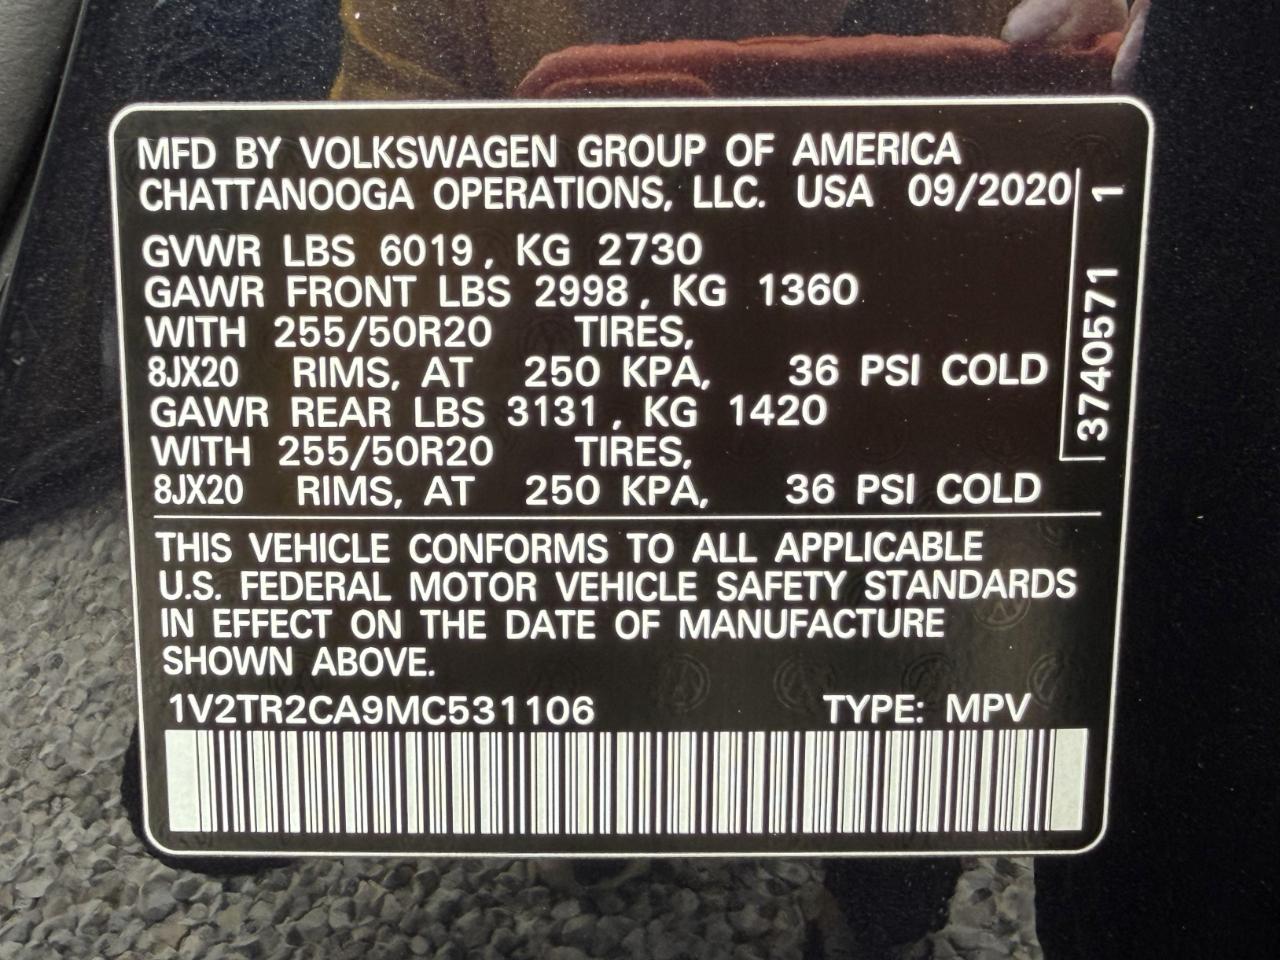 MFD BY VOLKSWAGEN GROUP OF AMERICA
CHATTANOOGA OPERATIONS, LLC. USA 09/2020
GVWR LBS 6019, KG 2730
GAWR FRONT LBS 2998, KG 1360
WITH 255/50R20 TIRES,
8JX20 RIMS, AT 250 KPA, 36 PSI COLD
GAWR REAR LBS 3131, KG 1420
WITH 255/50R20 TIRES,
8JX20 RIMS, AT 250 KPA, 36 PSI COLD
THIS VEHICLE CONFORMS TO ALL APPLICABLE
U.S. FEDERAL MOTOR VEHICLE SAFETY STANDARDS
IN EFFECT ON THE DATE OF MANUFACTURE
SHOWN ABOVE.
1V2TR2CA9MC531106 TYPE: MPV
3740571 1